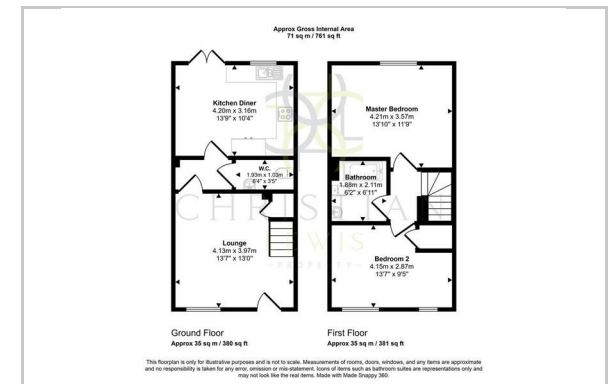 Approx Gross Internal Area
71 sq m / 761 sq ft
Kitchen Diner
4.20m x 3.16m
13'9" x 10'4"
W.C.
1.93m x 1.03m
6'4" x 3'5"
Lounge
4.13m x 3.97m
13'7" x 13'0"
Master Bedroom
4.21m x 3.57m
13'10" x 11'9"
Bathroom
1.88m x 2.11m
6'2" x 6'11"
Bedroom 2
4.15m x 2.87m
13'7" x 9'5"
CHRISTIAN
LEWIS
PROPERTY
Ground Floor
Approx 35 sq m / 380 sq ft
First Floor
Approx 35 sq m / 381 sq ft
This floorplan is only for illustrative purposes and is not to scale. Measurements of rooms, doors, windows, and any items are approximate
and no responsibility is taken for any error, omission or mis-statement. Icons of items such as bathroom suites are representations only and
may not look like the real items. Made with Made Snappy 360.